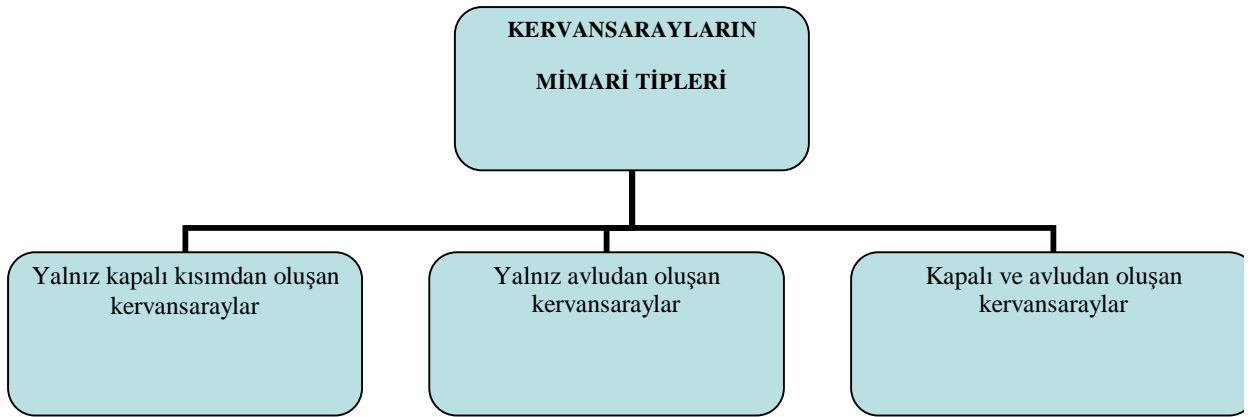 KERVANSARAYLARIN
MİMARİ TİPLERİ
Yalnız kapalı kısımdan oluşan
kervansaraylar
Yalnız avludan oluşan
kervansaraylar
Kapalı ve avludan oluşan
kervansaraylar